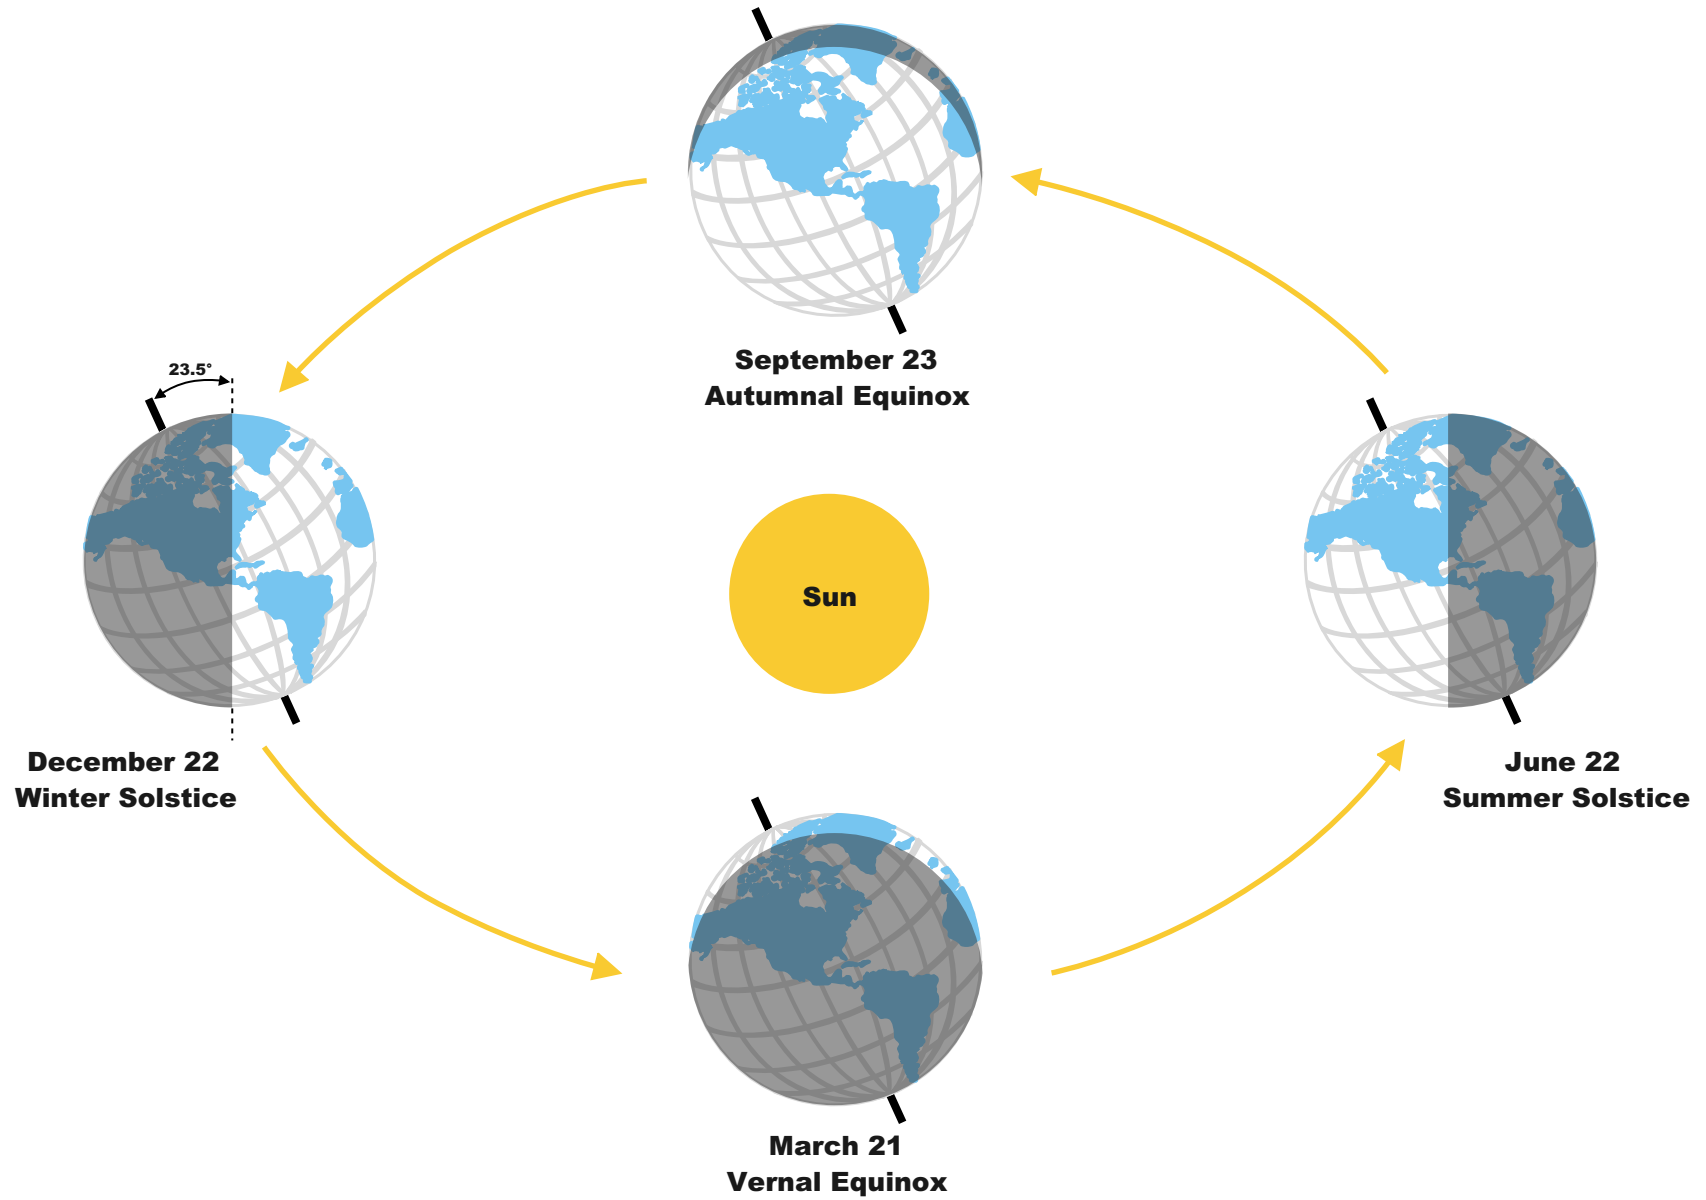 September 23
Autumnal Equinox
23.5°
Sun
December 22
Winter Solstice
June 22
Summer Solstice
March 21
Vernal Equinox